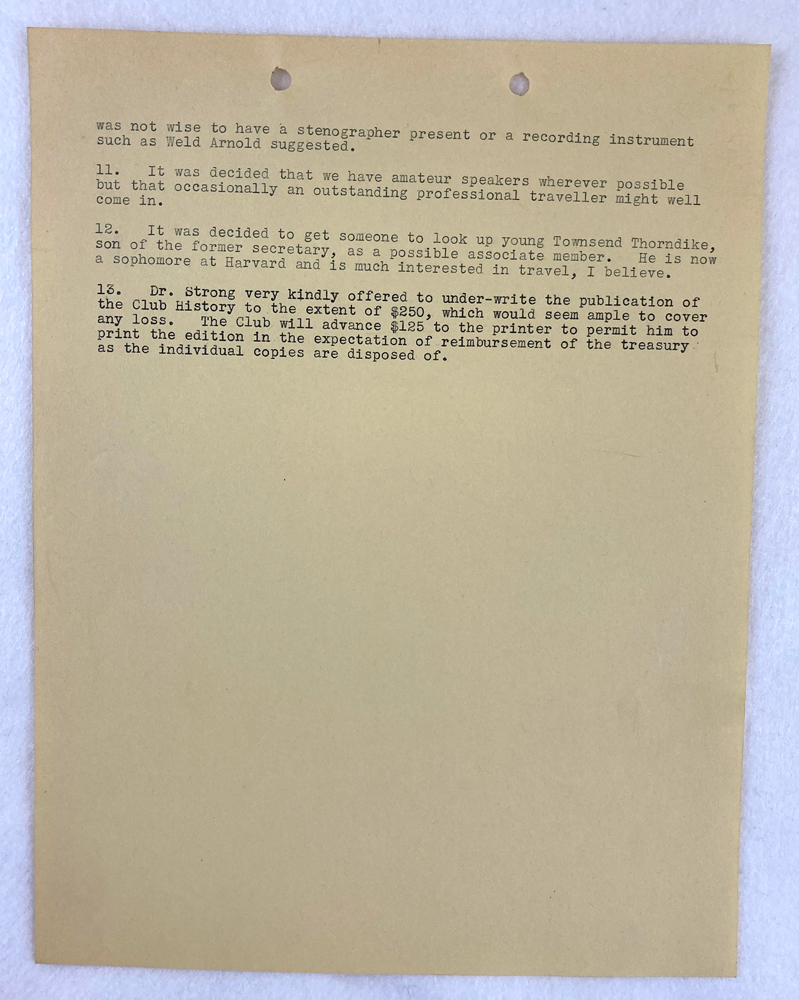 was not wise to have a stenographer present or a recording instrument
such as Weld Arnold suggested.
11.   It was decided that we have amateur speakers wherever possible
but that occasionally an outstanding professional traveller might well
come in.
12.   It was decided to get someone to look up young Townsend Thorndike,
son of the former secretary, as a possible associate member.   He is now
a sophomore at Harvard and is much interested in travel, I believe.
13.   Dr. Strong very kindly offered to under-write the publication of
the Club History to the extent of $250, which would seem ample to cover
any loss.   The Club will advance $125 to the printer to permit him to
print the edition in the expectation of reimbursement of the treasury
as the individual copies are disposed of.